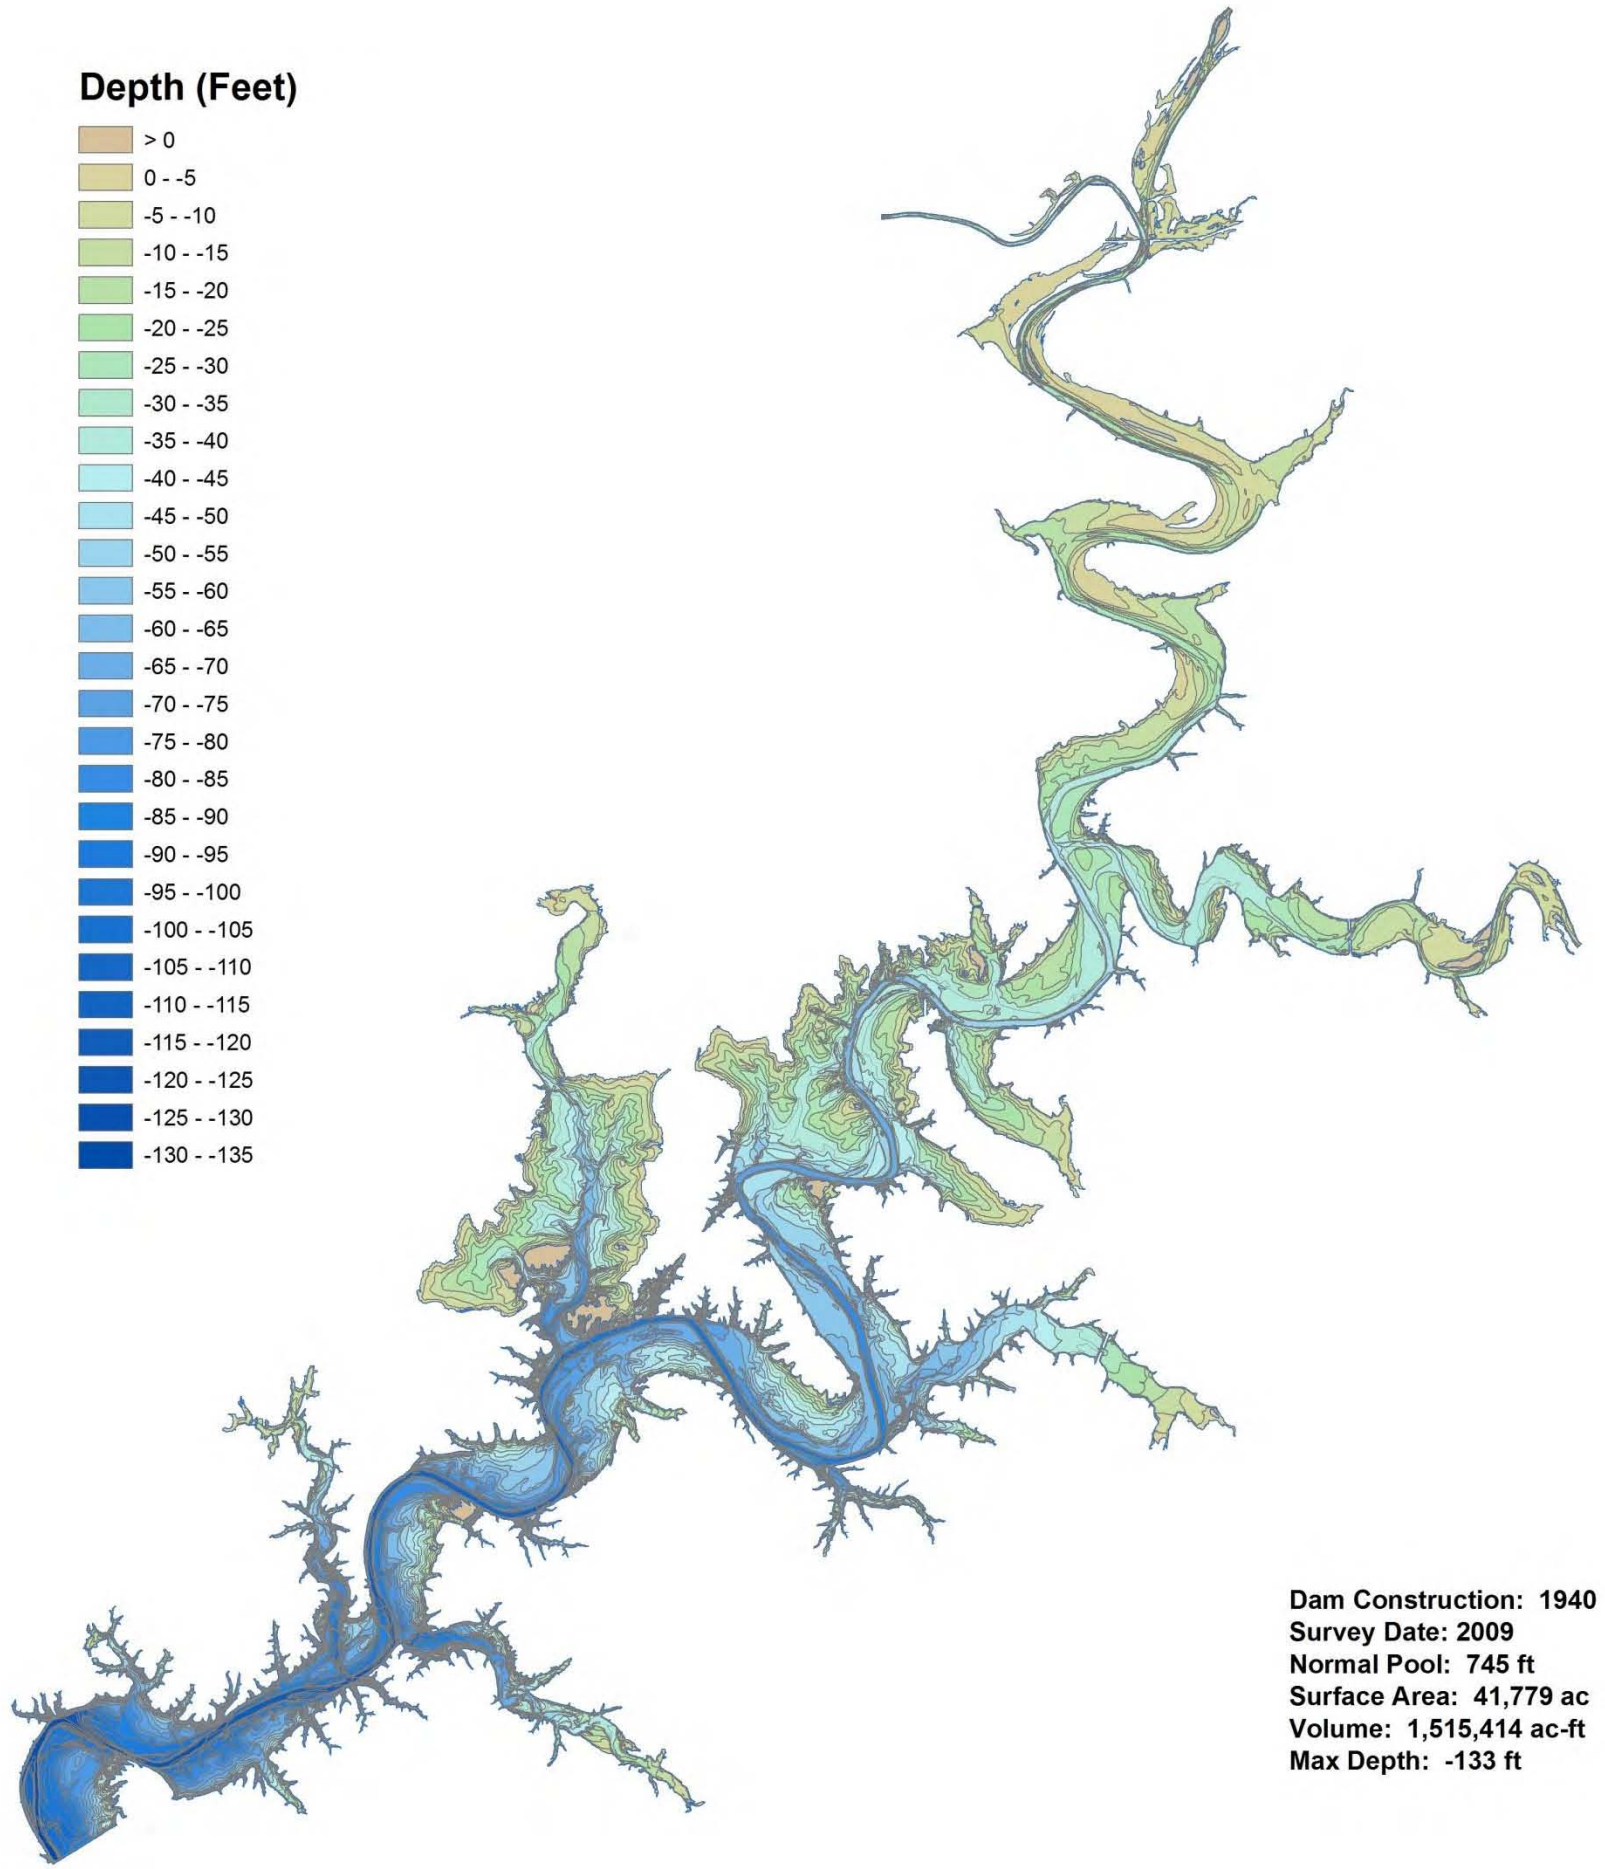 Depth (Feet)
> 0
0 - -5
-5 - -10
-10 - -15
-15 - -20
-20 - -25
-25 - -30
-30 - -35
-35 - -40
-40 - -45
-45 - -50
-50 - -55
-55 - -60
-60 - -65
-65 - -70
-70 - -75
-75 - -80
-80 - -85
-85 - -90
-90 - -95
-95 - -100
-100 - -105
-105 - -110
-110 - -115
-115 - -120
-120 - -125
-125 - -130
-130 - -135
Dam Construction: 1940
Survey Date: 2009
Normal Pool: 745 ft
Surface Area: 41,779 ac
Volume: 1,515,414 ac-ft
Max Depth: -133 ft